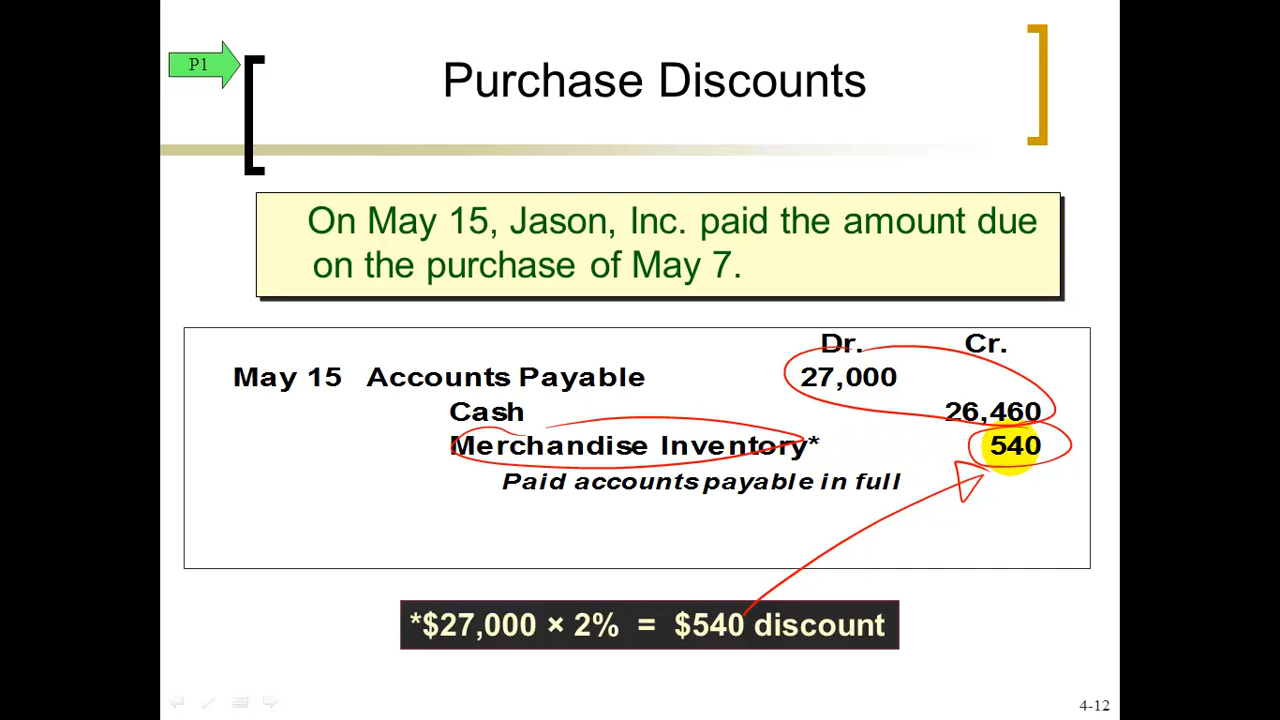 P1
Purchase Discounts
On May 15, Jason, Inc. paid the amount due
on the purchase of May 7.
Dr. Cr.
May 15 Accounts Payable 27,000
Cash 26,460
Merchandise Inventory* 540
Paid accounts payable in full
*$27,000 × 2% = $540 discount
4-12